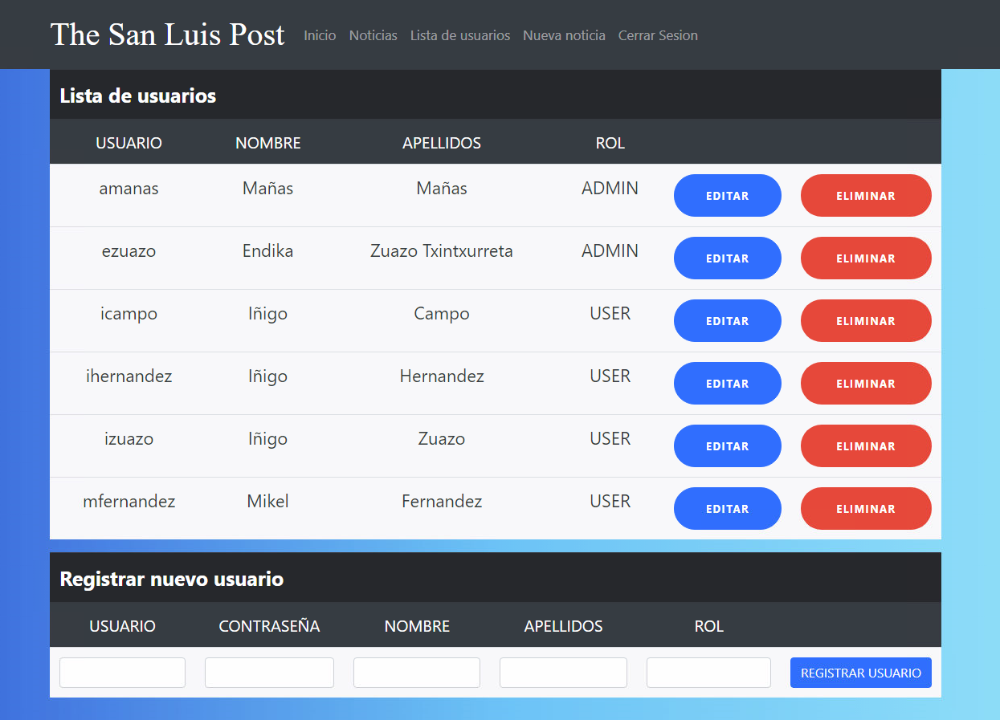 The San Luis Post Inicio Noticias Lista de usuarios Nueva noticia Cerrar Sesion
Lista de usuarios
USUARIO NOMBRE APELLIDOS ROL
amanas Mañas Mañas ADMIN EDITAR ELIMINAR
ezuazo Endika Zuazo Txintxurreta ADMIN EDITAR ELIMINAR
icampo Iñigo Campo USER EDITAR ELIMINAR
ihernandez Iñigo Hernandez USER EDITAR ELIMINAR
izuazo Iñigo Zuazo USER EDITAR ELIMINAR
mfernandez Mikel Fernandez USER EDITAR ELIMINAR
Registrar nuevo usuario
USUARIO CONTRASEÑA NOMBRE APELLIDOS ROL
REGISTRAR USUARIO